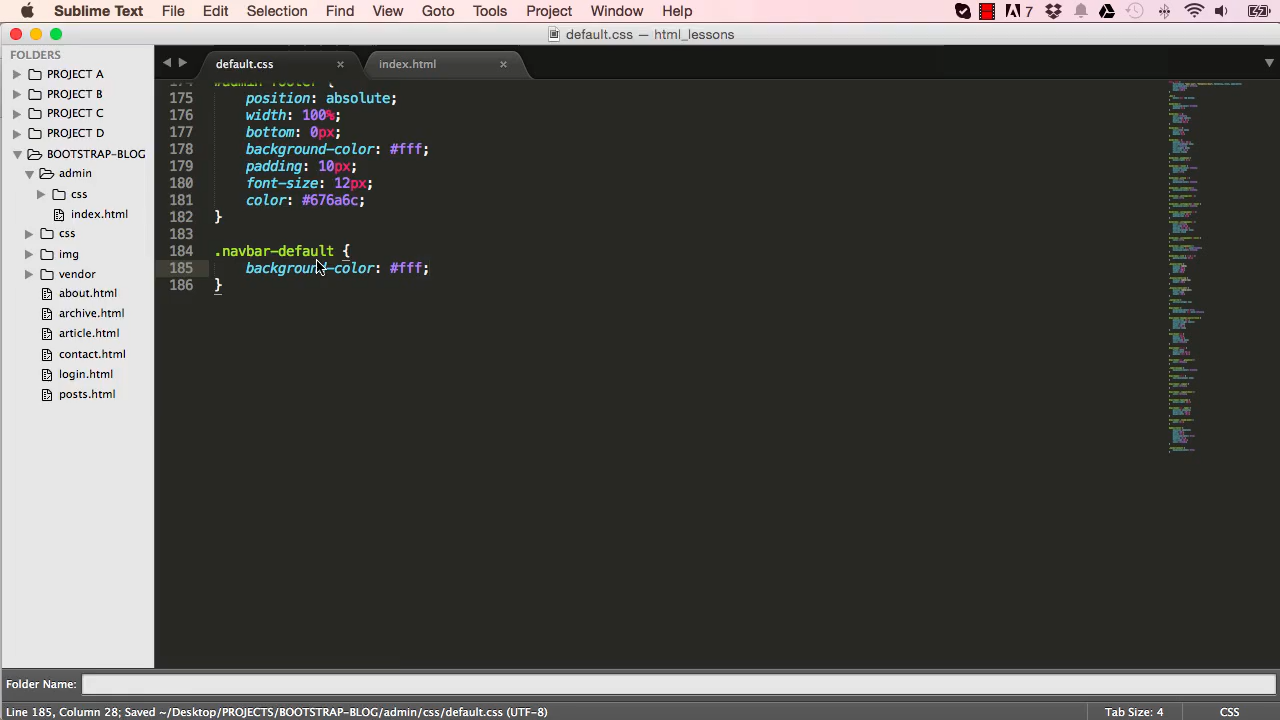 Sublime Text File Edit Selection Find View Goto Tools Project Window Help 7
default.css — html_lessons
FOLDERS
PROJECT A
PROJECT B
PROJECT C
PROJECT D
BOOTSTRAP-BLOG
admin
css
index.html
css
img
vendor
about.html
archive.html
article.html
contact.html
login.html
posts.html
default.css index.html
175 position: absolute;
176 width: 100%;
177 bottom: 0px;
178 background-color: #fff;
179 padding: 10px;
180 font-size: 12px;
181 color: #676a6c;
182 }
183
184 .navbar-default {
185 background-color: #fff;
186 }
Folder Name:
Line 185, Column 28; Saved ~/Desktop/PROJECTS/BOOTSTRAP-BLOG/admin/css/default.css (UTF-8) Tab Size: 4 CSS